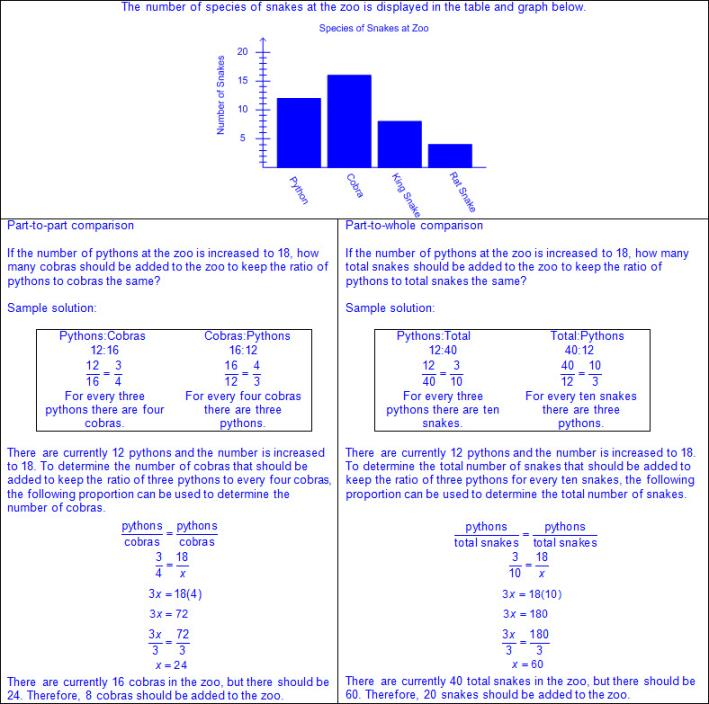 The number of species of snakes at the zoo is displayed in the table and graph below.
Species of Snakes at Zoo
Number of Snakes
20
15
10
5
Python
Cobra
King Snake
Rat Snake
Part-to-part comparison
If the number of pythons at the zoo is increased to 18, how
many cobras should be added to the zoo to keep the ratio of
pythons to cobras the same?
Sample solution:
Pythons:Cobras
12:16
12/16 = 3/4
For every three
pythons there are four
cobras.
Cobras:Pythons
16:12
16/12 = 4/3
For every four cobras
there are three
pythons.
There are currently 12 pythons and the number is increased
to 18. To determine the number of cobras that should be
added to keep the ratio of three pythons to every four cobras,
the following proportion can be used to determine the
number of cobras.
pythons/cobras = pythons/cobras
3/4 = 18/x
3x = 18(4)
3x = 72
3x/3 = 72/3
x = 24
There are currently 16 cobras in the zoo, but there should be
24. Therefore, 8 cobras should be added to the zoo.
Part-to-whole comparison
If the number of pythons at the zoo is increased to 18, how many
total snakes should be added to the zoo to keep the ratio of
pythons to total snakes the same?
Sample solution:
Pythons:Total
12:40
12/40 = 3/10
For every three
pythons there are ten
snakes.
Total:Pythons
40:12
40/12 = 10/3
For every ten snakes
there are three
pythons.
There are currently 12 pythons and the number is increased to 18.
To determine the total number of snakes that should be added to
keep the ratio of three pythons for every ten snakes, the following
proportion can be used to determine the total number of snakes.
pythons/total snakes = pythons/total snakes
3/10 = 18/x
3x = 18(10)
3x = 180
3x/3 = 180/3
x = 60
There are currently 40 total snakes in the zoo, but there should be
60. Therefore, 20 snakes should be added to the zoo.